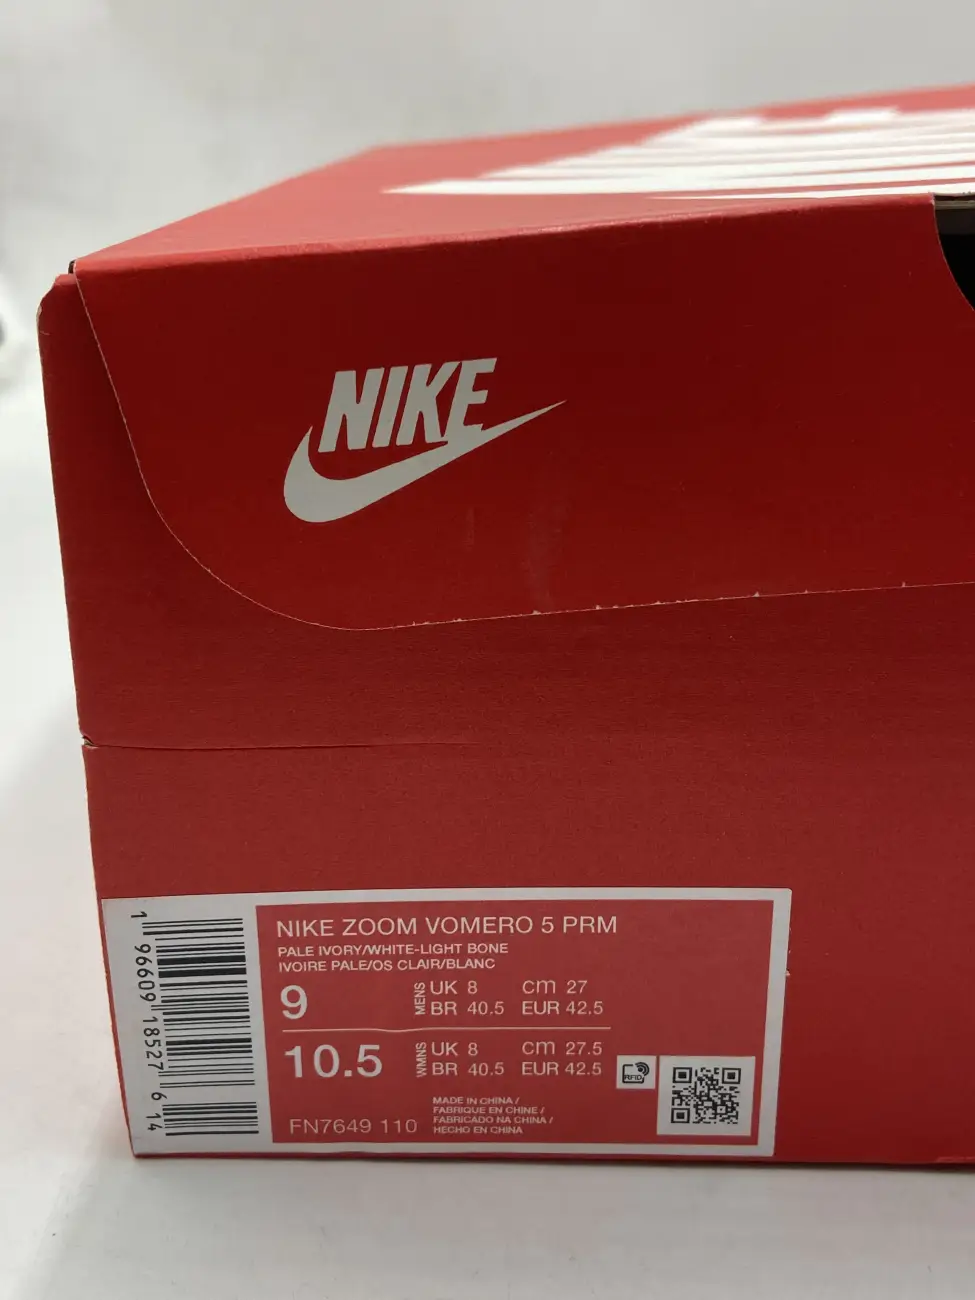 NIKE
NIKE ZOOM VOMERO 5 PRM
PALE IVORY/WHITE-LIGHT BONE
IVOIRE PALE/OS CLAIR/BLANC
9 MENS UK 8 cm 27
BR 40.5 EUR 42.5
10.5 WMNS UK 8 cm 27.5
BR 40.5 EUR 42.5
RFID
MADE IN CHINA /
FABRIQUE EN CHINE /
FABRICADO NA CHINA /
HECHO EN CHINA
FN7649 110
1 96609 18527 6 14